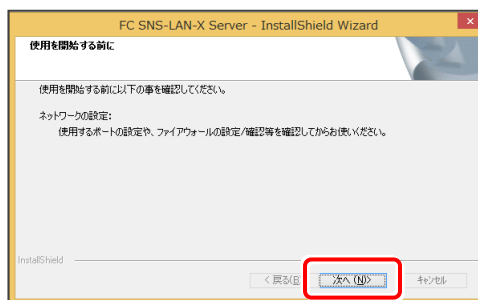 FC SNS-LAN-X Server - InstallShield Wizard
使用を開始する前に
使用を開始する前に以下の事を確認してください。
ネットワークの設定:
使用するポートの設定や、ファイアウォールの設定/確認等を確認してからお使いください。
InstallShield
< 戻る(B 次へ(N)> キャンセル